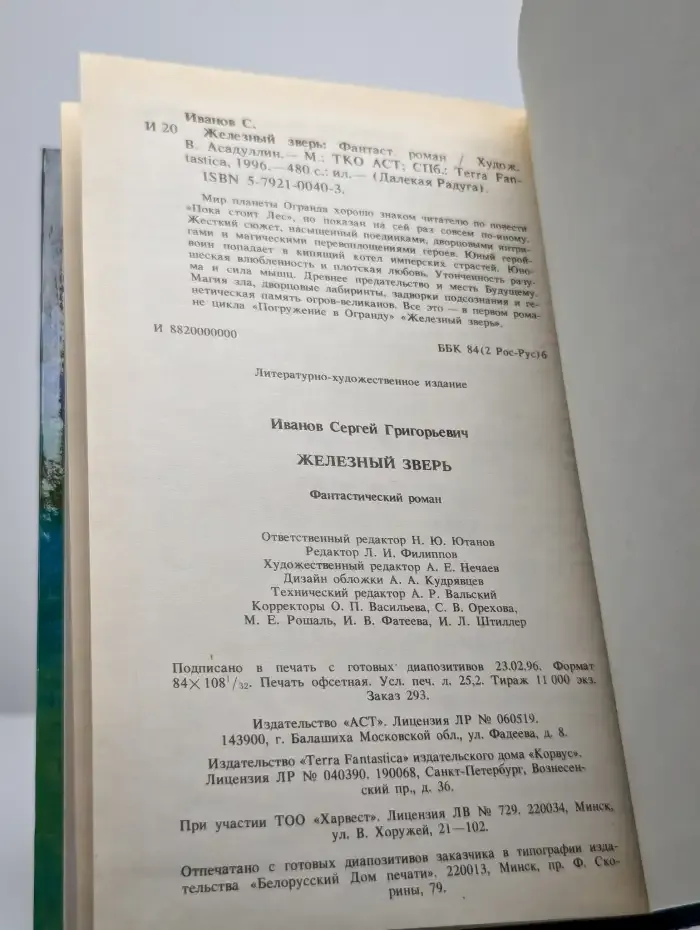 Иванов С.
И 20 Железный зверь: Фантаст. роман / Худож.
В. Асадуллин.— М.: ТКО АСТ; СПб.: Terra Fan-
tastica, 1996.—480 с.: ил.— (Далекая Радуга).
ISBN 5-7921-0040-3.
Мир планеты Огранда хорошо знаком читателю по повести
«Пока стоит Лес», но показан на сей раз совсем по-иному.
Жесткий сюжет, насыщенный поединками, дворцовыми интри-
гами и магическими перевоплощениями героев. Юный герой-
воин попадает в кипящий котел имперских страстей. Юно-
шеская влюбленность и плотская любовь. Утонченность разу-
ма и сила мышц. Древнее предательство и месть Будущему.
Магия зла, дворцовые лабиринты, задворки подсознания и ге-
нетическая память огров-великанов. Все это — в первом рома-
не цикла «Погружение в Огранду» «Железный зверь».
И 8820000000
ББК 84(2 Рос-Рус)6
Литературно-художественное издание
Иванов Сергей Григорьевич
ЖЕЛЕЗНЫЙ ЗВЕРЬ
Фантастический роман
Ответственный редактор Н. Ю. Ютанов
Редактор Л. И. Филиппов
Художественный редактор А. Е. Нечаев
Дизайн обложки А. А. Кудрявцев
Технический редактор А. Р. Вальский
Корректоры О. П. Васильева, С. В. Орехова,
М. Е. Рошаль, И. В. Фатеева, И. Л. Штиллер
Подписано в печать с готовых диапозитивов 23.02.96. Формат
84×108 1/32. Печать офсетная. Усл. печ. л. 25,2. Тираж 11 000 экз.
Заказ 293.
Издательство «АСТ». Лицензия ЛР № 060519.
143900, г. Балашиха Московской обл., ул. Фадеева, д. 8.
Издательство «Terra Fantastica» издательского дома «Корвус».
Лицензия ЛР № 040390. 190068, Санкт-Петербург, Вознесен-
ский пр., д. 36.
При участии ТОО «Харвест». Лицензия ЛВ № 729. 220034, Минск,
ул. В. Хоружей, 21—102.
Отпечатано с готовых диапозитивов заказчика в типографии изда-
тельства «Белорусский Дом печати». 220013, Минск, пр. Ф. Ско-
рины, 79.